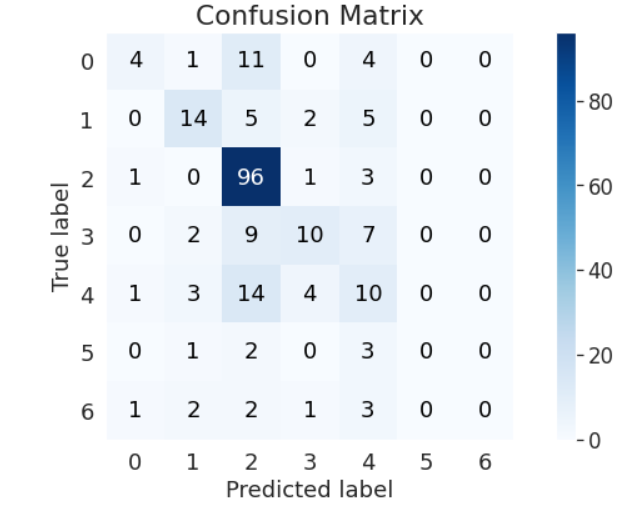 Confusion Matrix
True label
0 4 1 11 0 4 0 0
1 0 14 5 2 5 0 0
2 1 0 96 1 3 0 0
3 0 2 9 10 7 0 0
4 1 3 14 4 10 0 0
5 0 1 2 0 3 0 0
6 1 2 2 1 3 0 0
0 1 2 3 4 5 6
Predicted label
80
60
40
20
0